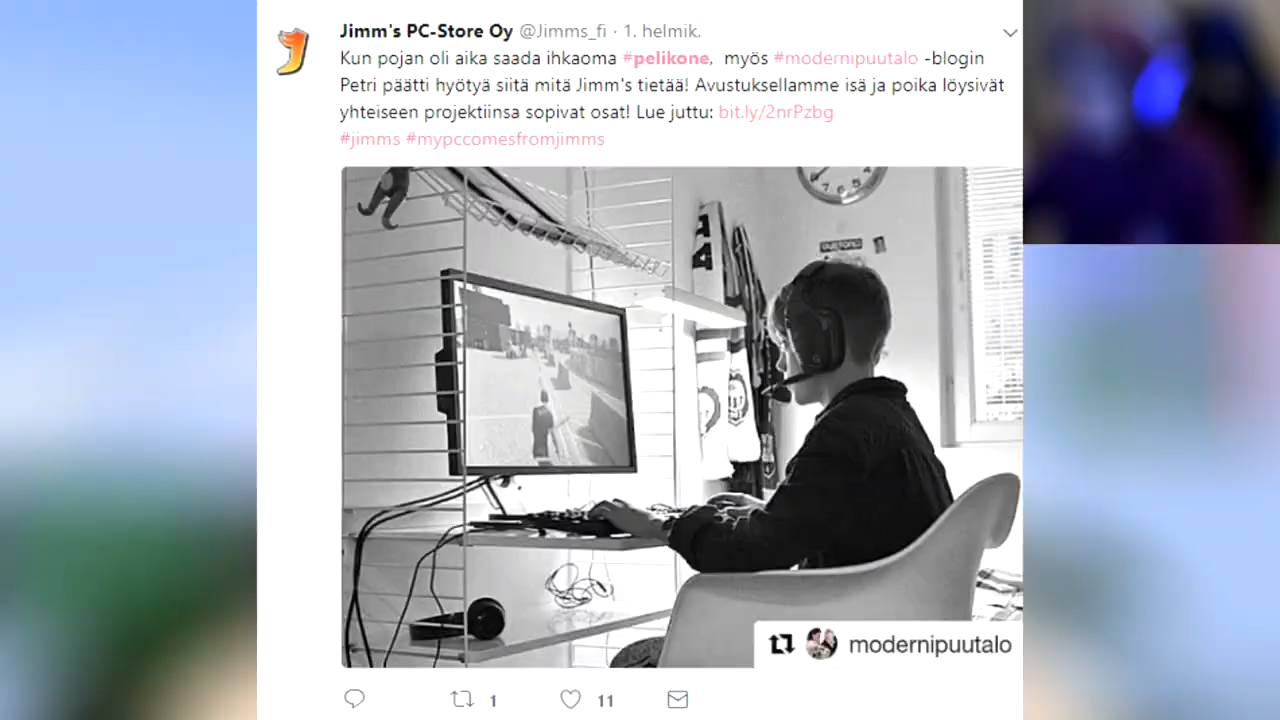 Jimm's PC-Store Oy @Jimms_fi · 1. helmik.
Kun pojan oli aika saada ihkaoma #pelikone, myös #modernipuutalo -blogin
Petri päätti hyötyä siitä mitä Jimm's tietää! Avustuksellamme isä ja poika löysivät
yhteiseen projektiinsa sopivat osat! Lue juttu: bit.ly/2nrPzbg
#jimms #mypccomesfromjimms
modernipuutalo
1 11